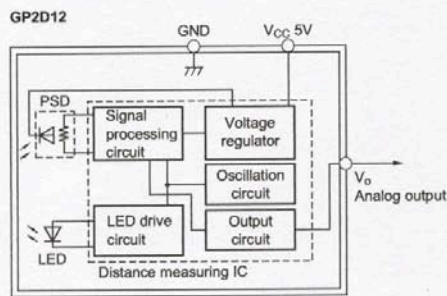 GP2D12
GND
VCC 5V
PSD
Signal
processing
circuit
Voltage
regulator
Oscillation
circuit
LED drive
circuit
Output
circuit
LED
Distance measuring IC
Vo
Analog output